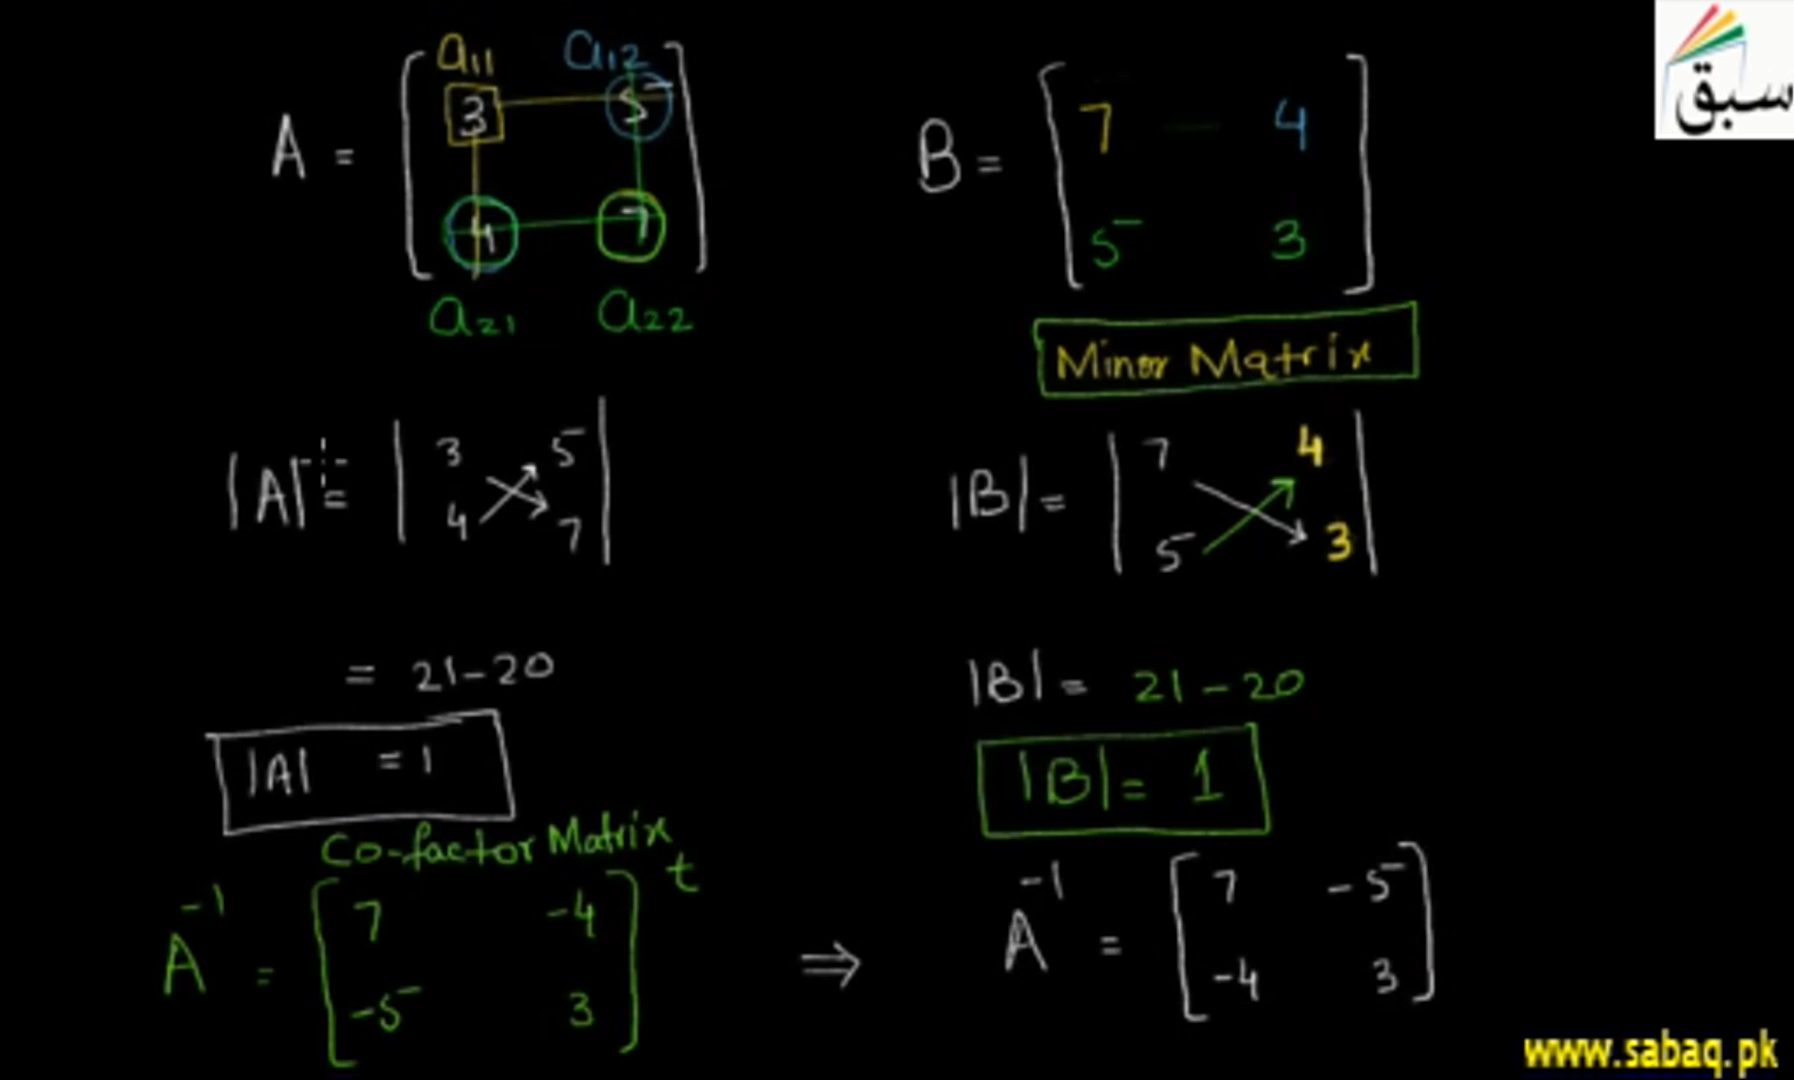 سبق
a11 a12
A = [ 3 5
4 7 ]
a21 a22
B = [ 7 4
5 3 ]
Minor Matrix
|A| = | 3 5
4 7 |
|B| = | 7 4
5 3 |
= 21-20
|A| = 1
|B| = 21-20
|B| = 1
Co-factor Matrix
A⁻¹ = [ 7 -4
-5 3 ] t
⇒ A⁻¹ = [ 7 -5
-4 3 ]
www.sabaq.pk